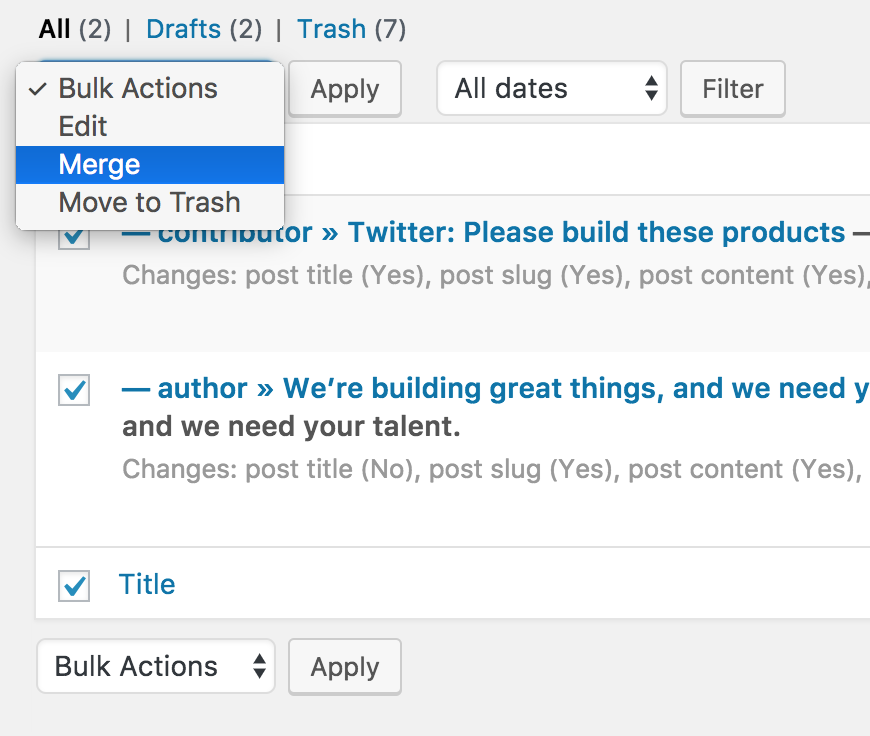 All (2) | Drafts (2) | Trash (7)
Bulk Actions Apply All dates Filter
Edit
Merge
Move to Trash
— contributor » Twitter: Please build these products —
Changes: post title (Yes), post slug (Yes), post content (Yes),
— author » We’re building great things, and we need y
and we need your talent.
Changes: post title (No), post slug (Yes), post content (Yes),
Title
Bulk Actions Apply